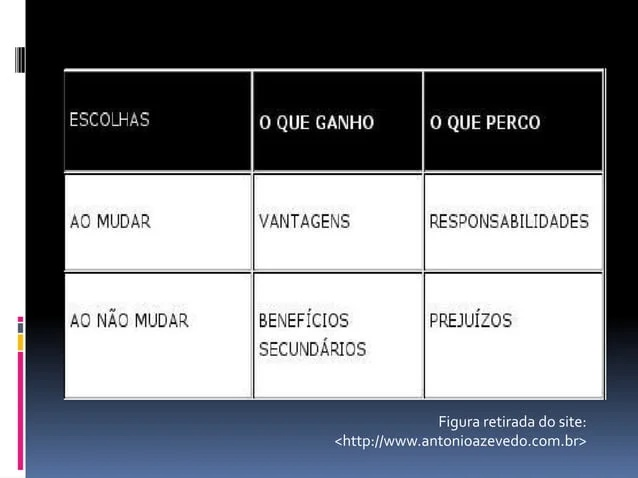 ESCOLHAS O QUE GANHO O QUE PERCO
AO MUDAR VANTAGENS RESPONSABILIDADES
AO NÃO MUDAR BENEFÍCIOS PREJUÍZOS
SECUNDÁRIOS
Figura retirada do site:
<http://www.antonioazevedo.com.br>